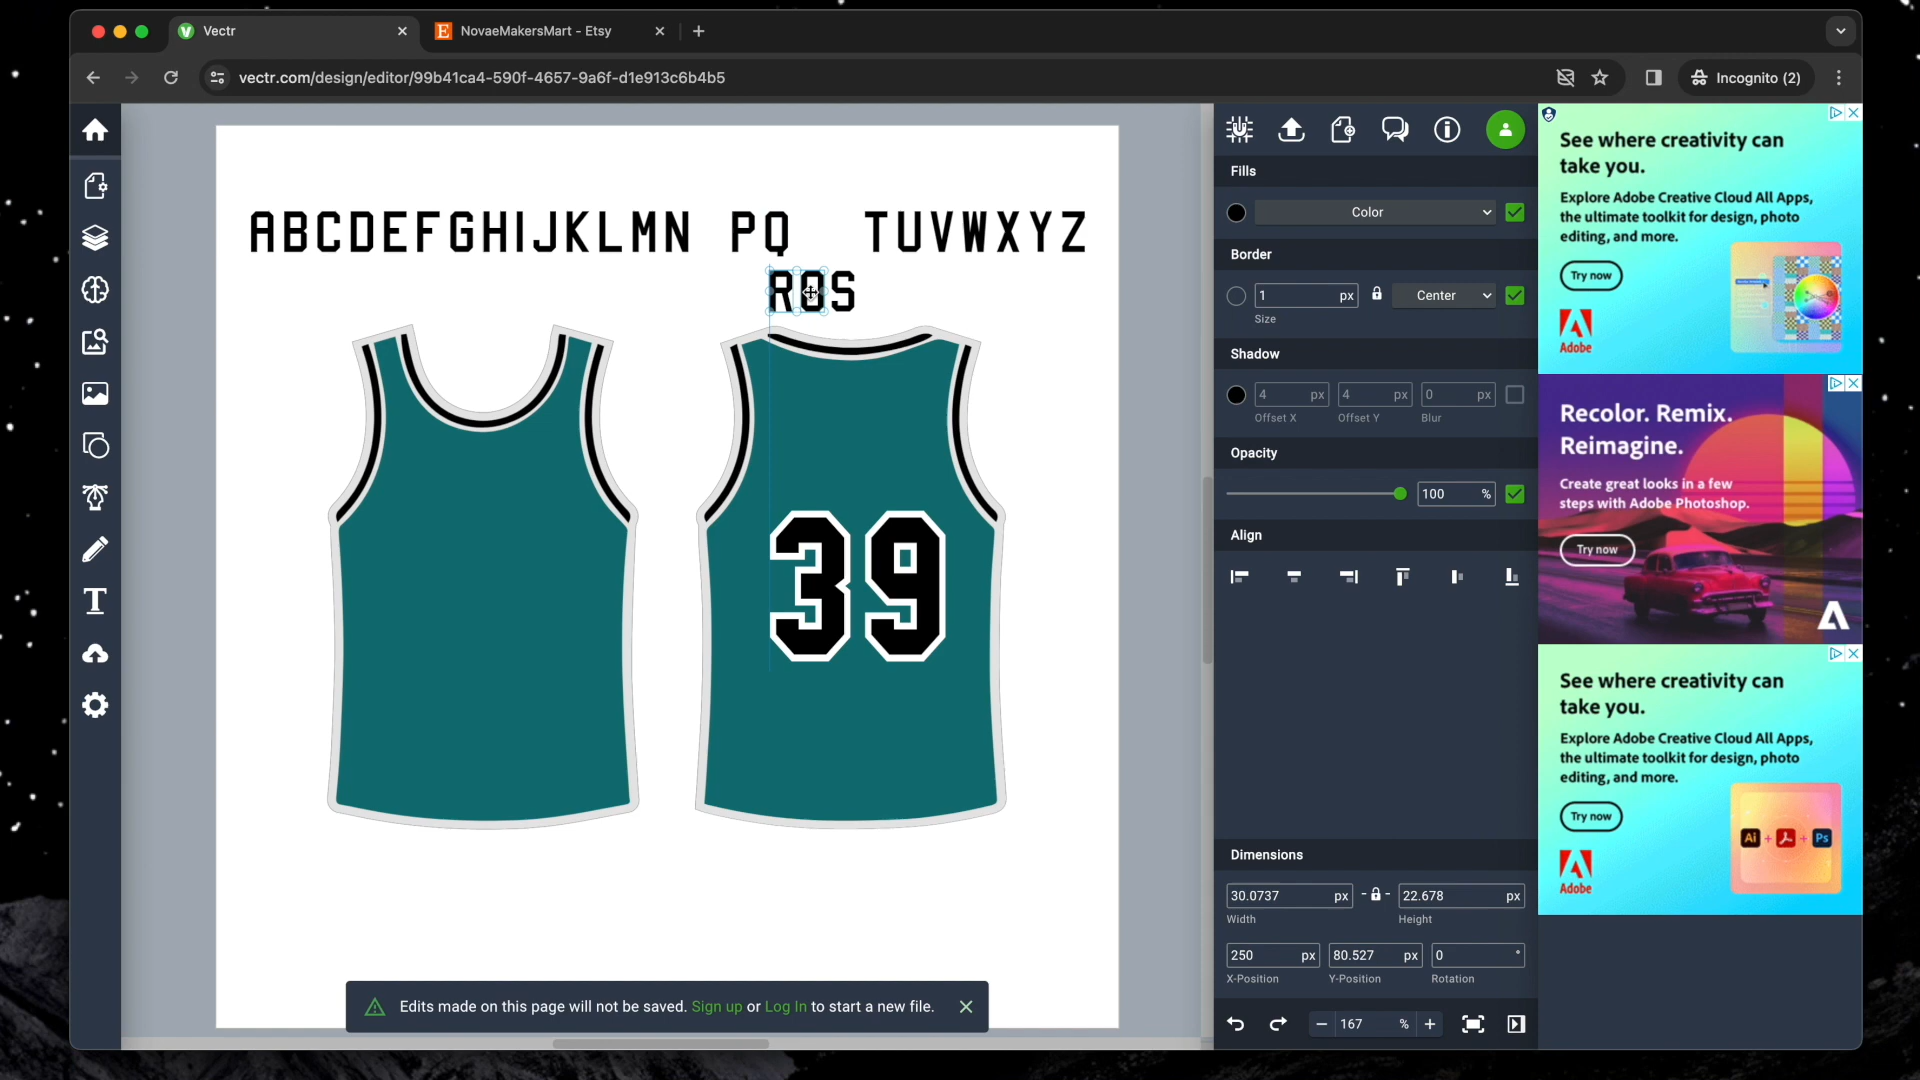 Vectr
NovaeMakersMart - Etsy
vectr.com/design/editor/99b41ca4-590f-4657-9a6f-d1e913c6b4b5
Incognito (2)
ABCDEFGHIJKLMN PQ TUVWXYZ
ROS
39
Edits made on this page will not be saved. Sign up or Log In to start a new file.
Fills
Color
Border
1 px
Center
Size
Shadow
4 px
4 px
0 px
Offset X
Offset Y
Blur
Opacity
100 %
Align
Dimensions
30.0737 px
22.678 px
Width
Height
250 px
80.527 px
0 °
X-Position
Y-Position
Rotation
167 %
See where creativity can
take you.
Explore Adobe Creative Cloud All Apps,
the ultimate toolkit for design, photo
editing, and more.
Try now
Adobe
Recolor. Remix.
Reimagine.
Create great looks in a few
steps with Adobe Photoshop.
Try now
See where creativity can
take you.
Explore Adobe Creative Cloud All Apps,
the ultimate toolkit for design, photo
editing, and more.
Try now
Ai + + Ps
Adobe